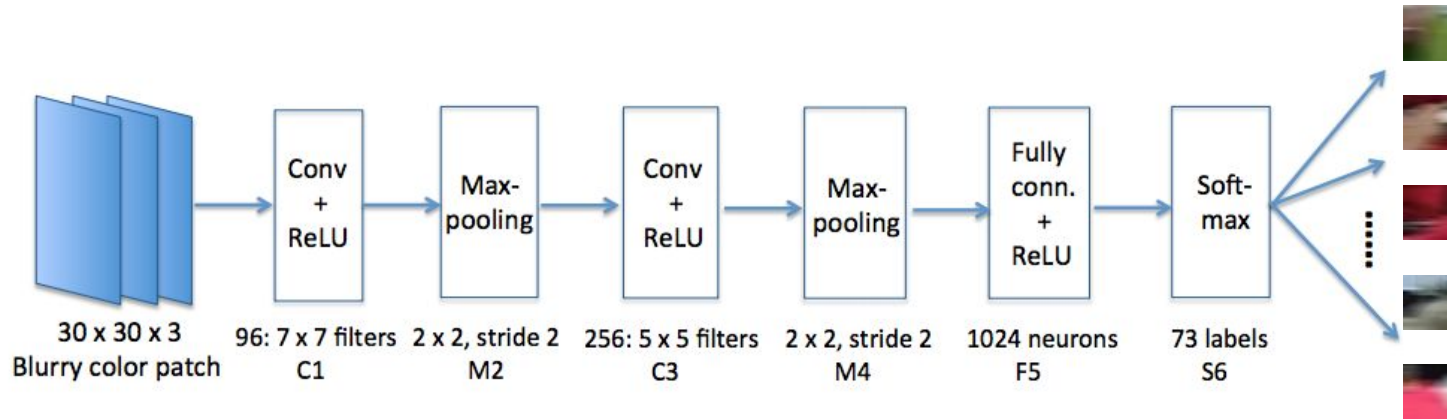 Conv
+
ReLU
Max-
pooling
Conv
+
ReLU
Max-
pooling
Fully
conn.
+
ReLU
Soft-
max
......
30 x 30 x 3
Blurry color patch
96: 7 x 7 filters
C1
2 x 2, stride 2
M2
256: 5 x 5 filters
C3
2 x 2, stride 2
M4
1024 neurons
F5
73 labels
S6